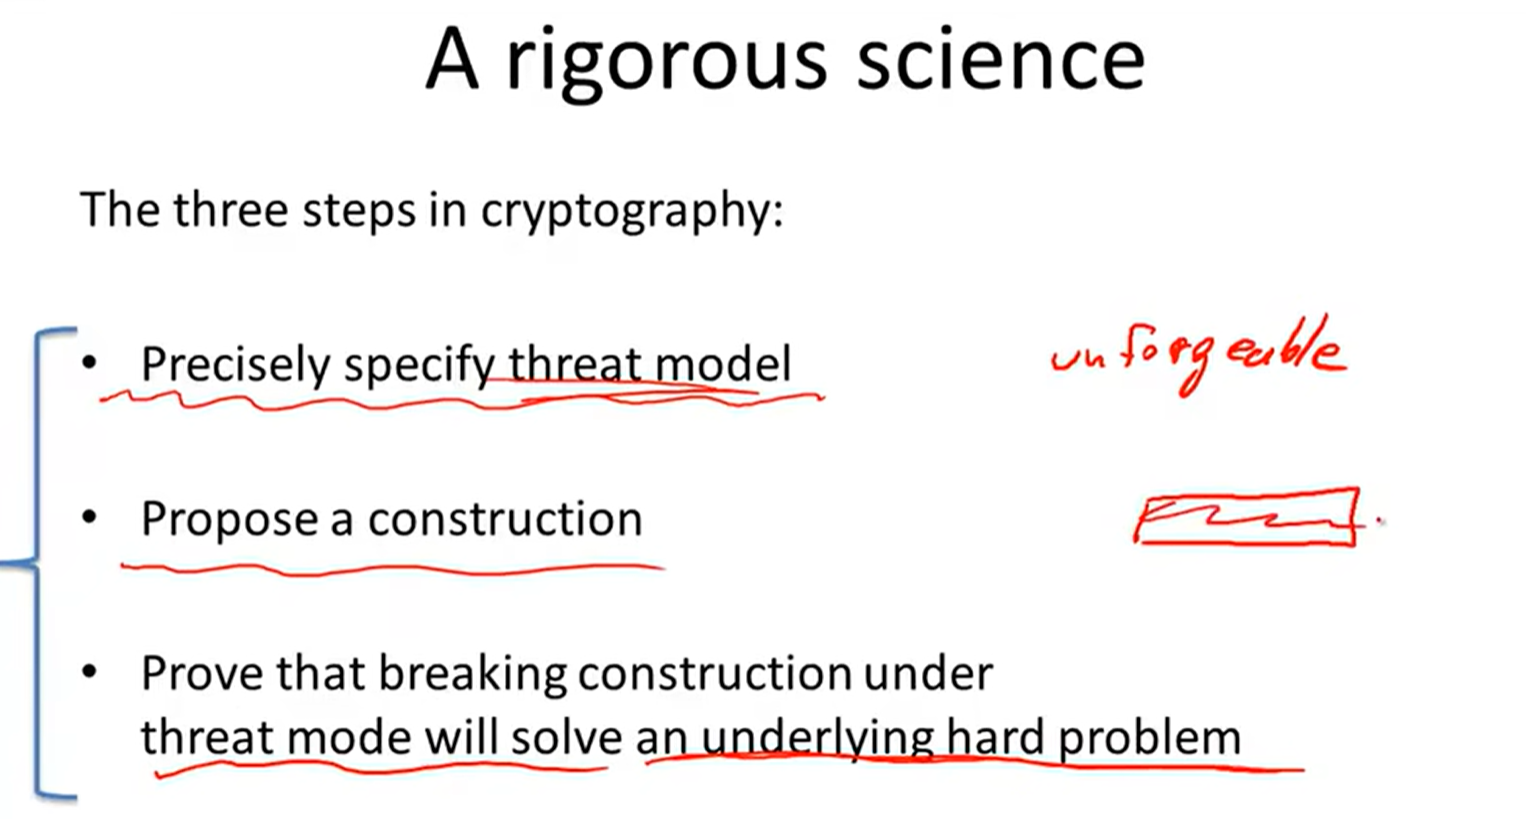 A rigorous science
The three steps in cryptography:
• Precisely specify threat model
unforgeable
• Propose a construction
• Prove that breaking construction under
threat mode will solve an underlying hard problem